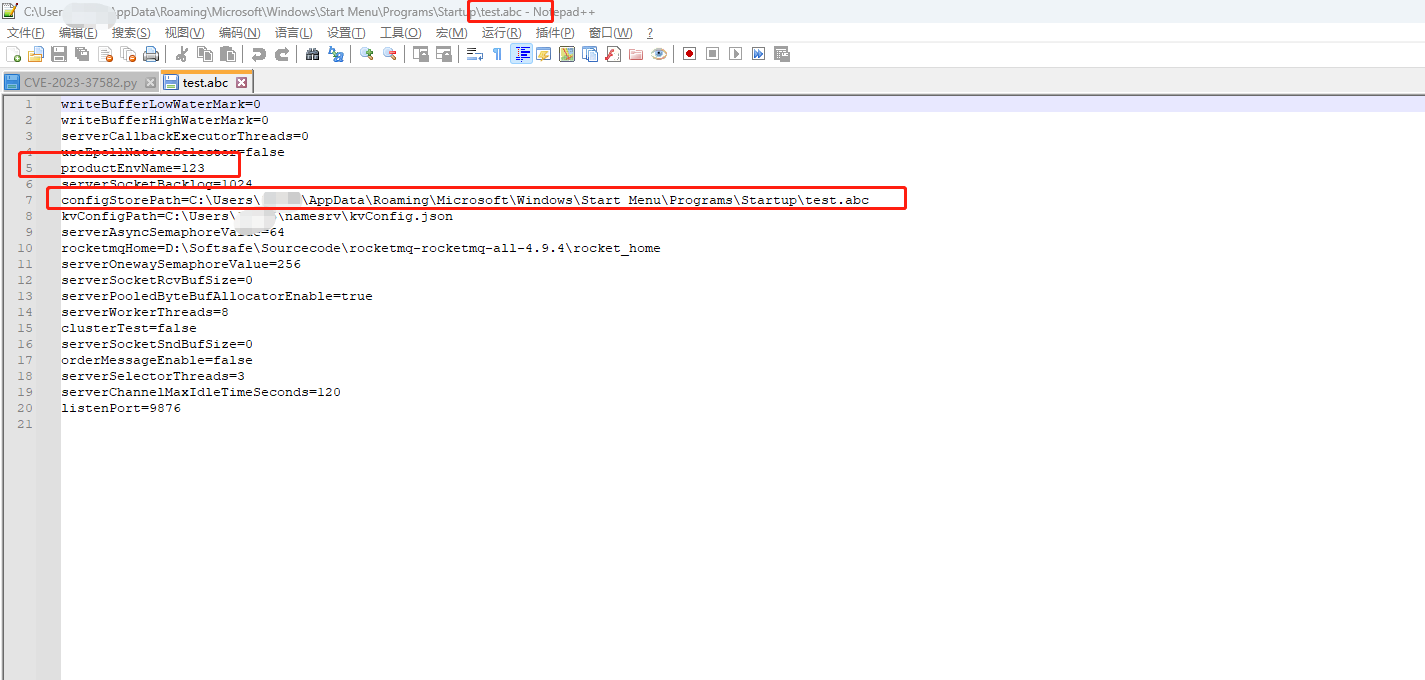 C:\User \ppData\Roaming\Microsoft\Windows\Start Menu\Programs\Startup\test.abc - Notepad++
文件(F) 编辑(E) 搜索(S) 视图(V) 编码(N) 语言(L) 设置(T) 工具(O) 宏(M) 运行(R) 插件(P) 窗口(W) ?
CVE-2023-37582.py test.abc
1 writeBufferLowWaterMark=0
2 writeBufferHighWaterMark=0
3 serverCallbackExecutorThreads=0
4 useEpollNativeSelector=false
5 productEnvName=123
6 serverSocketBacklog=1024
7 configStorePath=C:\Users\ \AppData\Roaming\Microsoft\Windows\Start Menu\Programs\Startup\test.abc
8 kvConfigPath=C:\Users\ \namesrv\kvConfig.json
9 serverAsyncSemaphoreValue=64
10 rocketmqHome=D:\Softsafe\Sourcecode\rocketmq-rocketmq-all-4.9.4\rocket_home
11 serverOnewaySemaphoreValue=256
12 serverSocketRcvBufSize=0
13 serverPooledByteBufAllocatorEnable=true
14 serverWorkerThreads=8
15 clusterTest=false
16 serverSocketSndBufSize=0
17 orderMessageEnable=false
18 serverSelectorThreads=3
19 serverChannelMaxIdleTimeSeconds=120
20 listenPort=9876
21